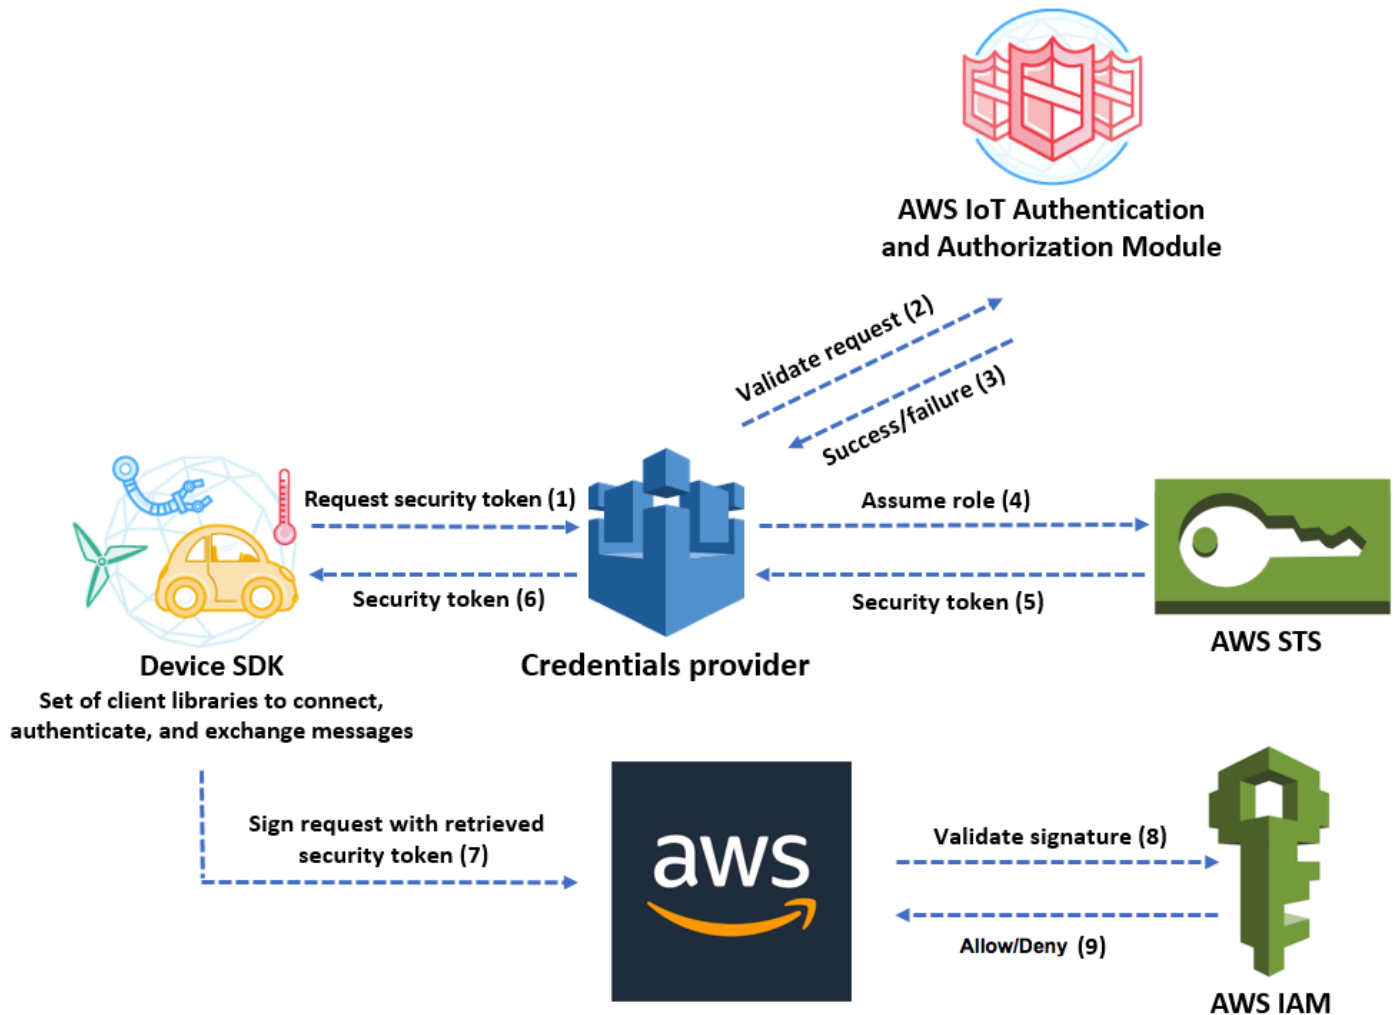 AWS IoT Authentication
and Authorization Module
Validate request (2)
Success/failure (3)
Request security token (1)
Assume role (4)
Security token (6)
Security token (5)
AWS STS
Device SDK
Credentials provider
Set of client libraries to connect,
authenticate, and exchange messages
Sign request with retrieved
security token (7)
aws
Validate signature (8)
Allow/Deny (9)
AWS IAM